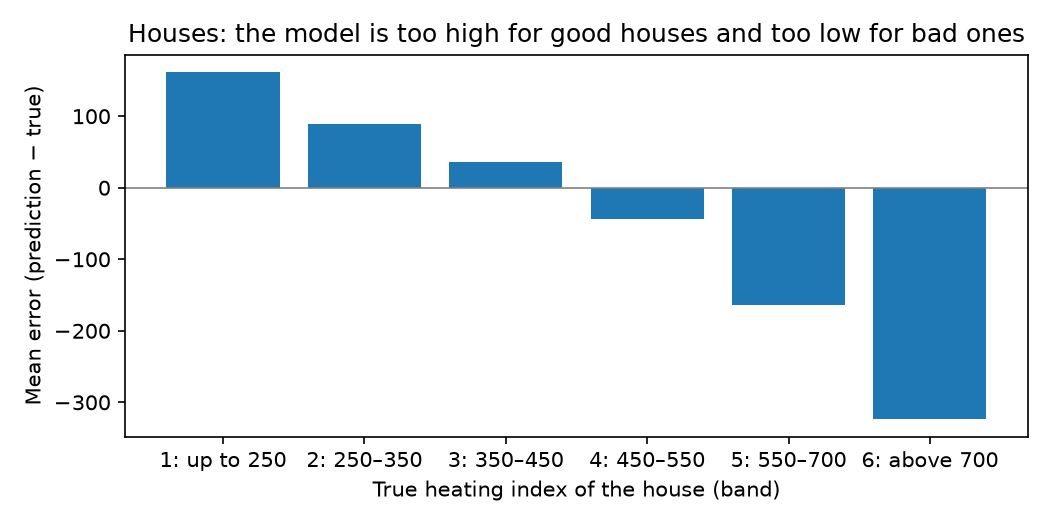 Houses: the model is too high for good houses and too low for bad ones
Mean error (prediction − true)
100
0
−100
−200
−300
1: up to 250
2: 250–350
3: 350–450
4: 450–550
5: 550–700
6: above 700
True heating index of the house (band)